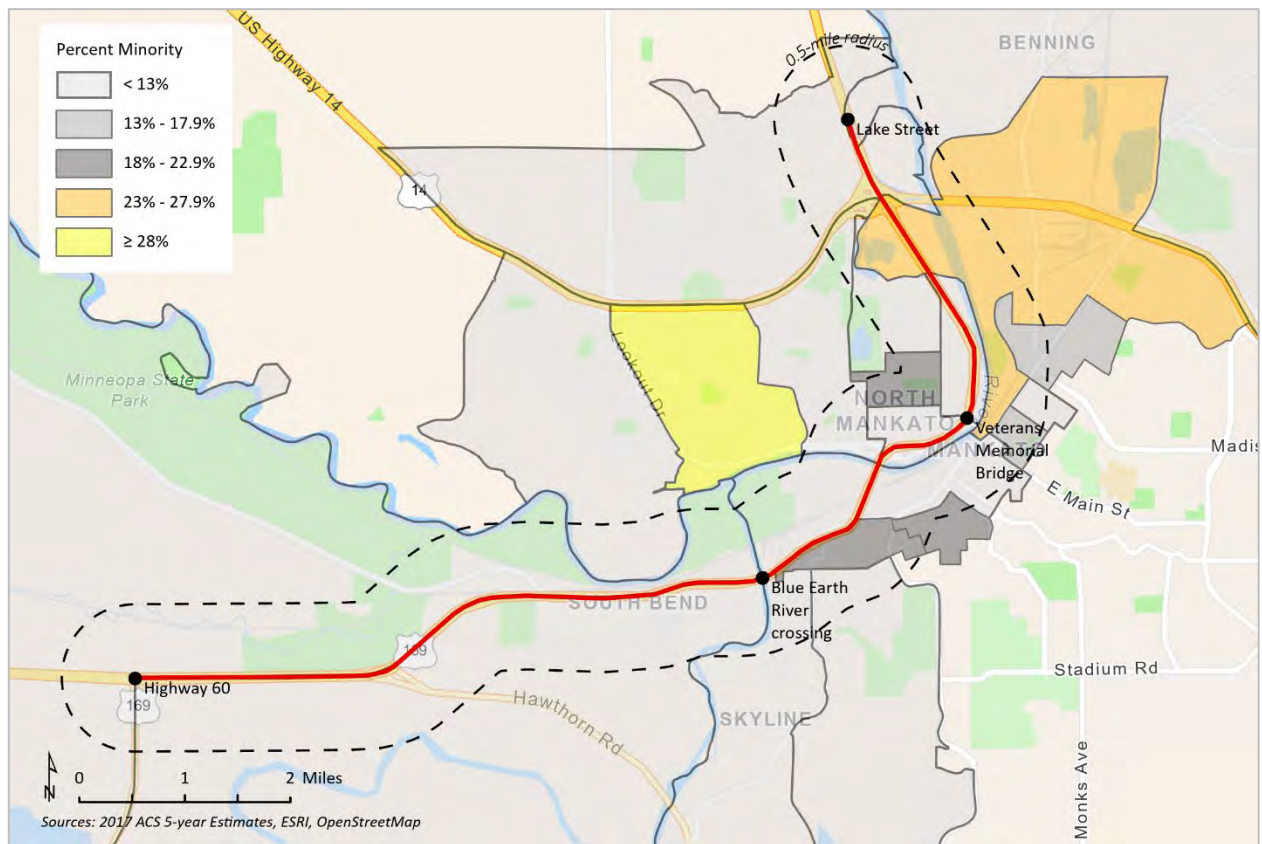 Percent Minority
< 13%
13% - 17.9%
18% - 22.9%
23% - 27.9%
≥ 28%
US Highway 14
0.5-mile radius
BENNING
Lake Street
14
Minneopa State
Park
Lookout Dr
River
NORTH
MANKATO
MANKATO
Veterans
Memorial
Bridge
Madis
E Main St
Blue Earth
River
crossing
SOUTH BEND
169
Highway 60
169
Hawthorn Rd
SKYLINE
Stadium Rd
Monks Ave
N
0 1 2 Miles
Sources: 2017 ACS 5-year Estimates, ESRI, OpenStreetMap